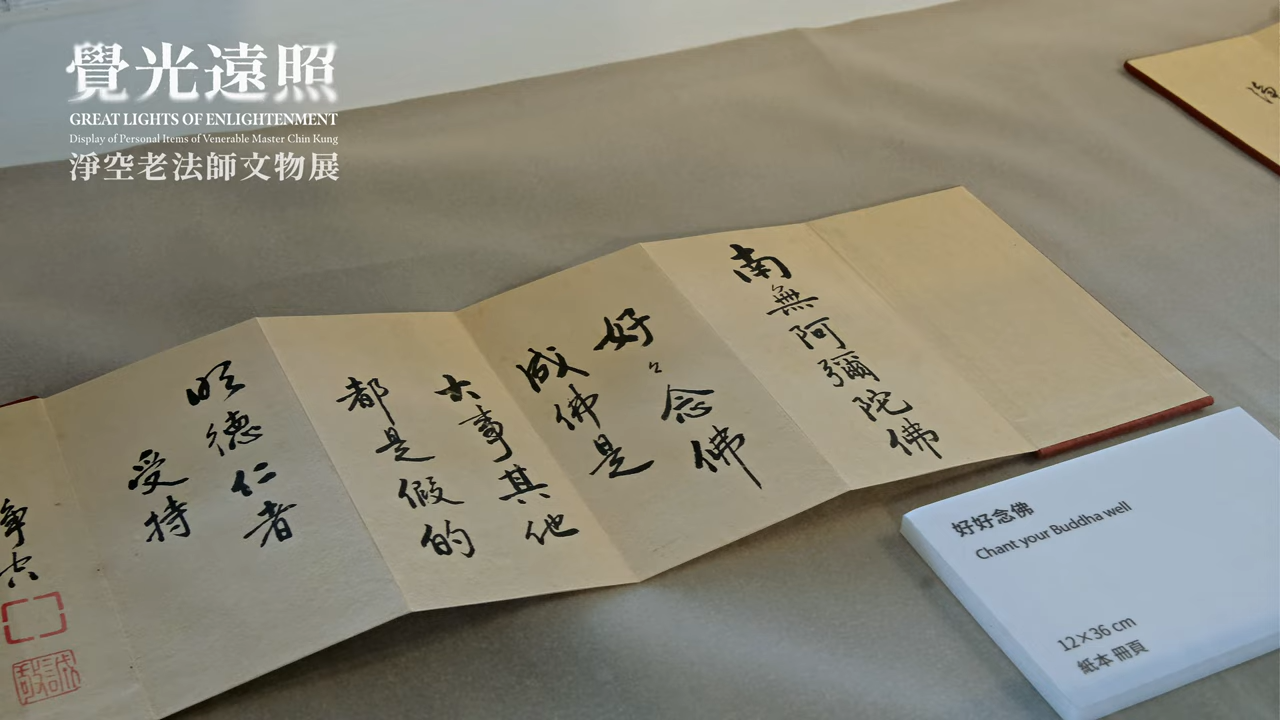 覺光遠照
GREAT LIGHTS OF ENLIGHTENMENT
Display of Personal Items of Venerable Master Chin Kung
淨空老法師文物展
南無阿彌陀佛
好々念佛
成佛是
大事其他
都是假的
明德仁者
受持
淨空
好好念佛
Chant your Buddha well
12×36 cm
紙本 冊頁